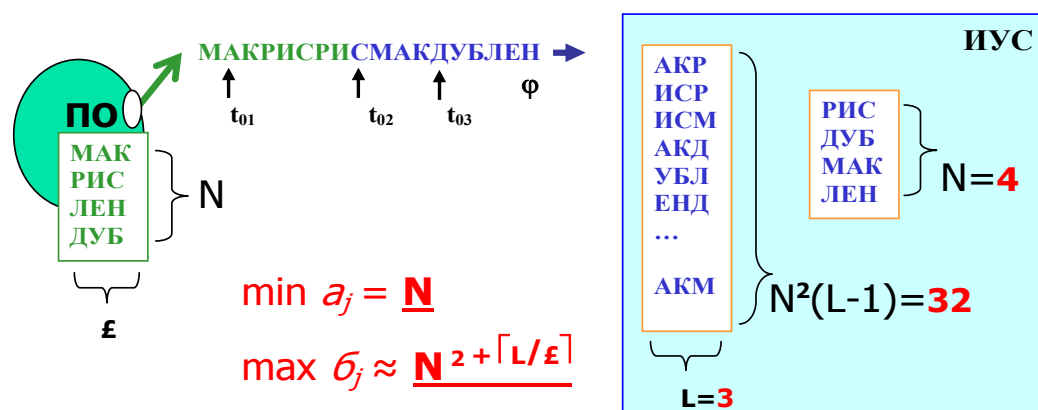 МАКРИСРИСМАКДУБЛЕН
t₀₁ t₀₂ t₀₃ φ
ПО
МАК
РИС
ЛЕН
ДУБ
N
£
min aⱼ = N
max бⱼ ≈ N^2 + ⌈L/£⌉
ИУС
АКР
ИСР
ИСМ
АКД
УБЛ
ЕНД
...
АКМ
L=3
N²(L-1)=32
РИС
ДУБ
МАК
ЛЕН
N=4